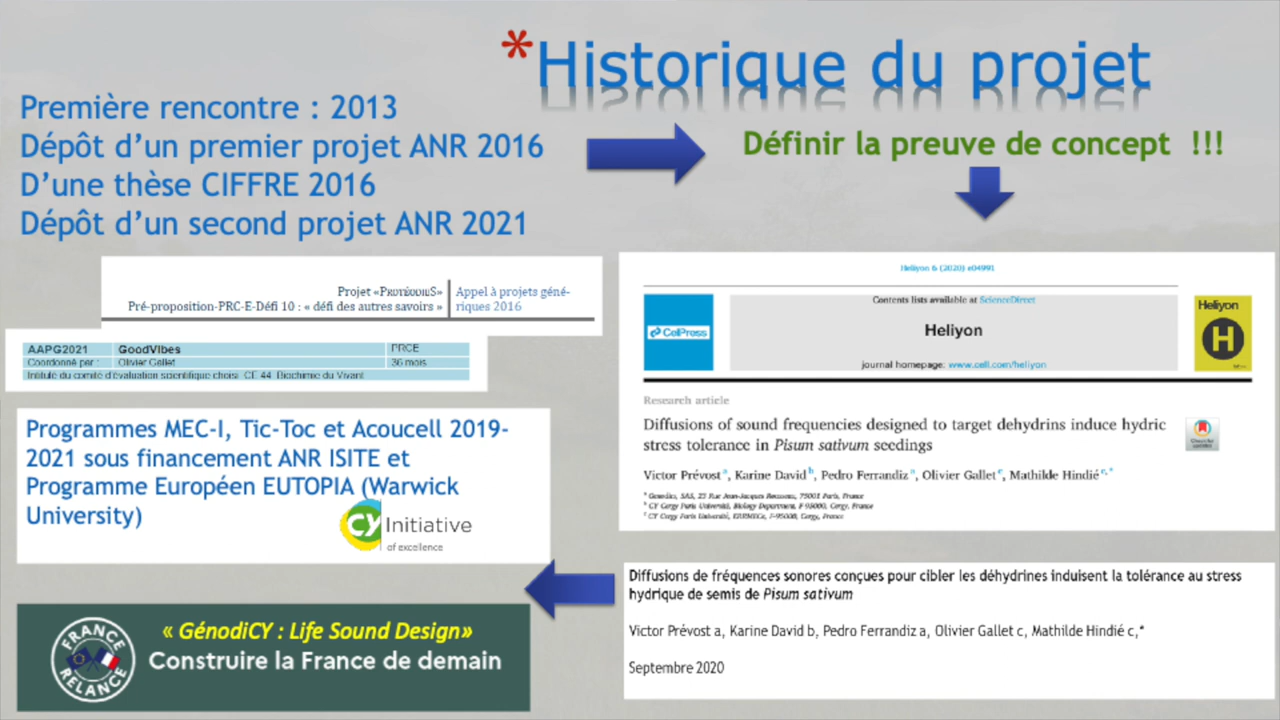 *Historique du projet
Première rencontre : 2013
Dépôt d'un premier projet ANR 2016
D'une thèse CIFFRE 2016
Dépôt d'un second projet ANR 2021
Définir la preuve de concept !!!
Projet «PROTÉODIES»
Appel à projets géné-
Pré-proposition-PRC-E-Défi 10 : « défi des autres savoirs »
riques 2016
AAPG2021 GoodVibes PRCE
Coordonné par : Olivier Gallet 36 mois
Intitulé du comité d'évaluation scientifique choisi. CE 44. Biochimie du Vivant
Programmes MEC-I, Tic-Toc et Acoucell 2019-
2021 sous financement ANR ISITE et
Programme Européen EUTOPIA (Warwick
University)
CY Initiative
of excellence
FRANCE
RELANCE
« GénodiCY : Life Sound Design»
Construire la France de demain
Heliyon 6 (2020) e04991
Contents lists available at ScienceDirect
CelPress
Heliyon
journal homepage: www.cell.com/heliyon
Heliyon
H
Research article
Diffusions of sound frequencies designed to target dehydrins induce hydric
stress tolerance in Pisum sativum seedings
Check for
updates
Victor Prévost a, Karine David b, Pedro Ferrandiz a, Olivier Gallet c, Mathilde Hindié c,*
a Genodics, SAS, 23 Rue Jean-Jacques Rousseau, 75001 Paris, France
b CY Cergy Paris Université, Biology Department, F-95000, Cergy, France
c CY Cergy Paris Université, ERRMECe, F-95000, Cergy, France
Diffusions de fréquences sonores conçues pour cibler les déhydrines induisent la tolérance au stress
hydrique de semis de Pisum sativum
Victor Prévost a, Karine David b, Pedro Ferrandiz a, Olivier Gallet c, Mathilde Hindié c,*
Septembre 2020